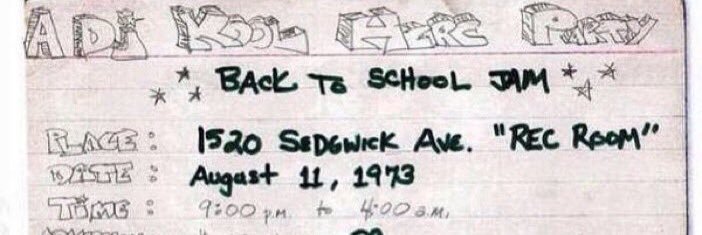 A DJ KOOL HERC PARTY
BACK TO SCHOOL JAM
PLACE: 1520 SEDGWICK AVE. "REC ROOM"
DATE: August 11, 1973
TIME: 9:00 p.m. to 4:00 a.m.